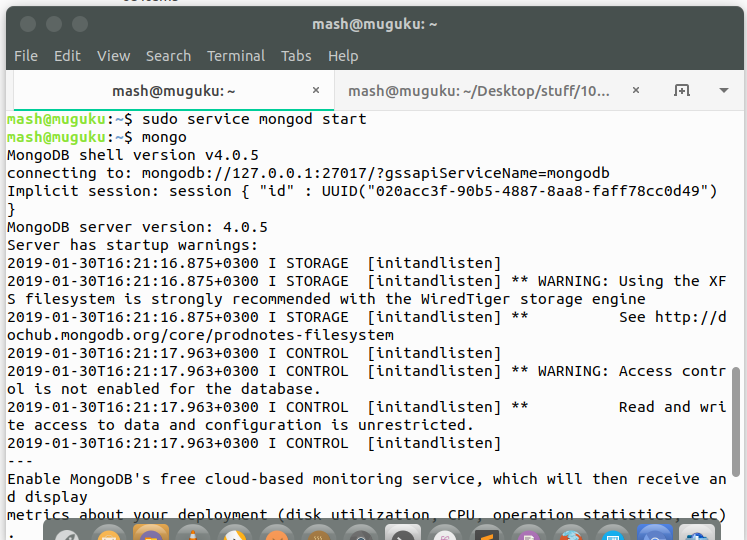 mash@muguku: ~
File Edit View Search Terminal Tabs Help
mash@muguku: ~ × mash@muguku: ~/Desktop/stuff/10... ×
mash@muguku:~$ sudo service mongod start
mash@muguku:~$ mongo
MongoDB shell version v4.0.5
connecting to: mongodb://127.0.0.1:27017/?gssapiServiceName=mongodb
Implicit session: session { "id" : UUID("020acc3f-90b5-4887-8aa8-faff78cc0d49")
}
MongoDB server version: 4.0.5
Server has startup warnings:
2019-01-30T16:21:16.875+0300 I STORAGE  [initandlisten]
2019-01-30T16:21:16.875+0300 I STORAGE  [initandlisten] ** WARNING: Using the XF
S filesystem is strongly recommended with the WiredTiger storage engine
2019-01-30T16:21:16.875+0300 I STORAGE  [initandlisten] **          See http://d
ochub.mongodb.org/core/prodnotes-filesystem
2019-01-30T16:21:17.963+0300 I CONTROL  [initandlisten]
2019-01-30T16:21:17.963+0300 I CONTROL  [initandlisten] ** WARNING: Access contr
ol is not enabled for the database.
2019-01-30T16:21:17.963+0300 I CONTROL  [initandlisten] **          Read and wri
te access to data and configuration is unrestricted.
2019-01-30T16:21:17.963+0300 I CONTROL  [initandlisten]
---
Enable MongoDB's free cloud-based monitoring service, which will then receive an
d display
metrics about your deployment (disk utilization, CPU, operation statistics, etc)
.